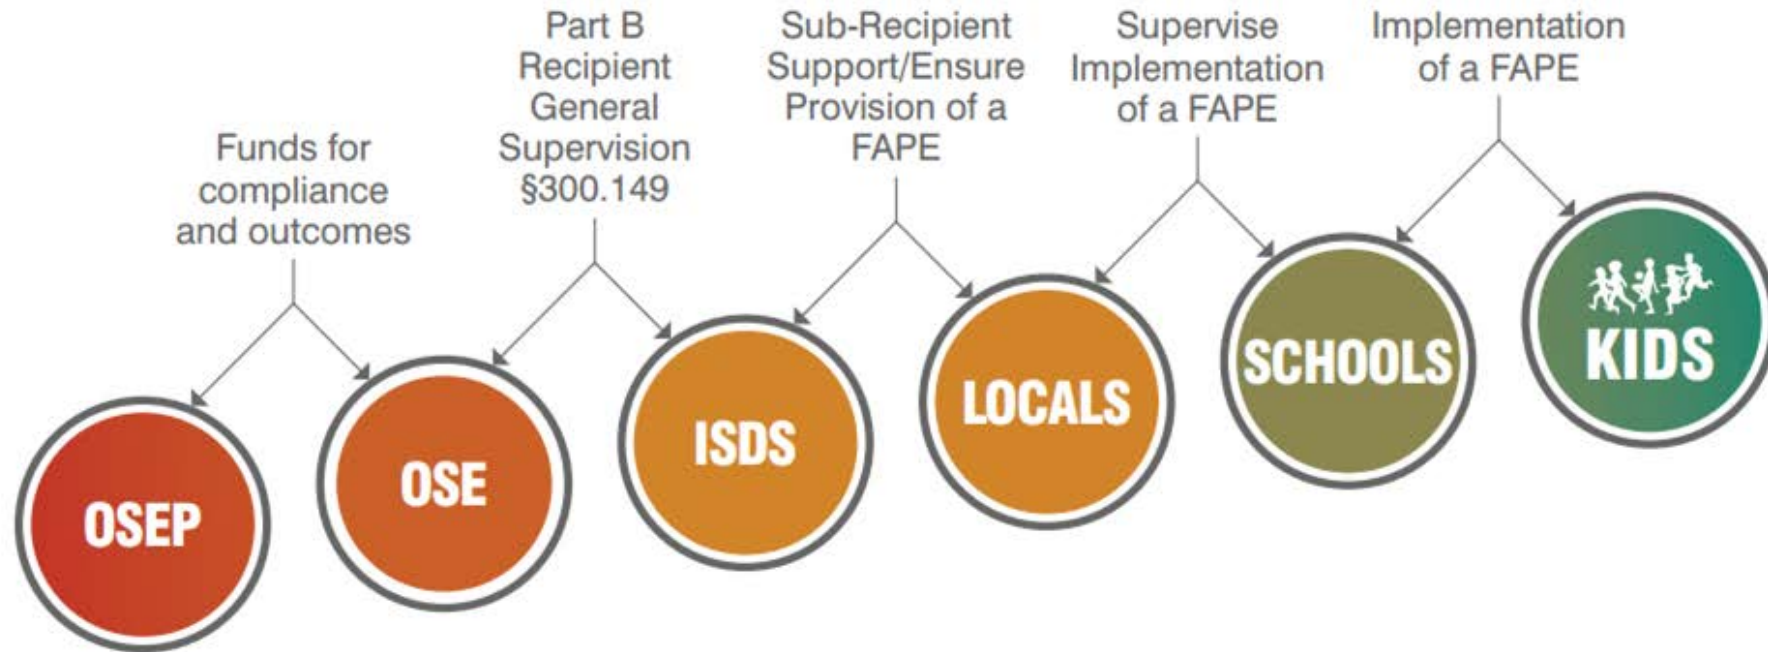 Funds for
compliance
and outcomes
Part B
Recipient
General
Supervision
§300.149
Sub-Recipient
Support/Ensure
Provision of a
FAPE
Supervise
Implementation
of a FAPE
Implementation
of a FAPE
OSEP
OSE
ISDS
LOCALS
SCHOOLS
KIDS